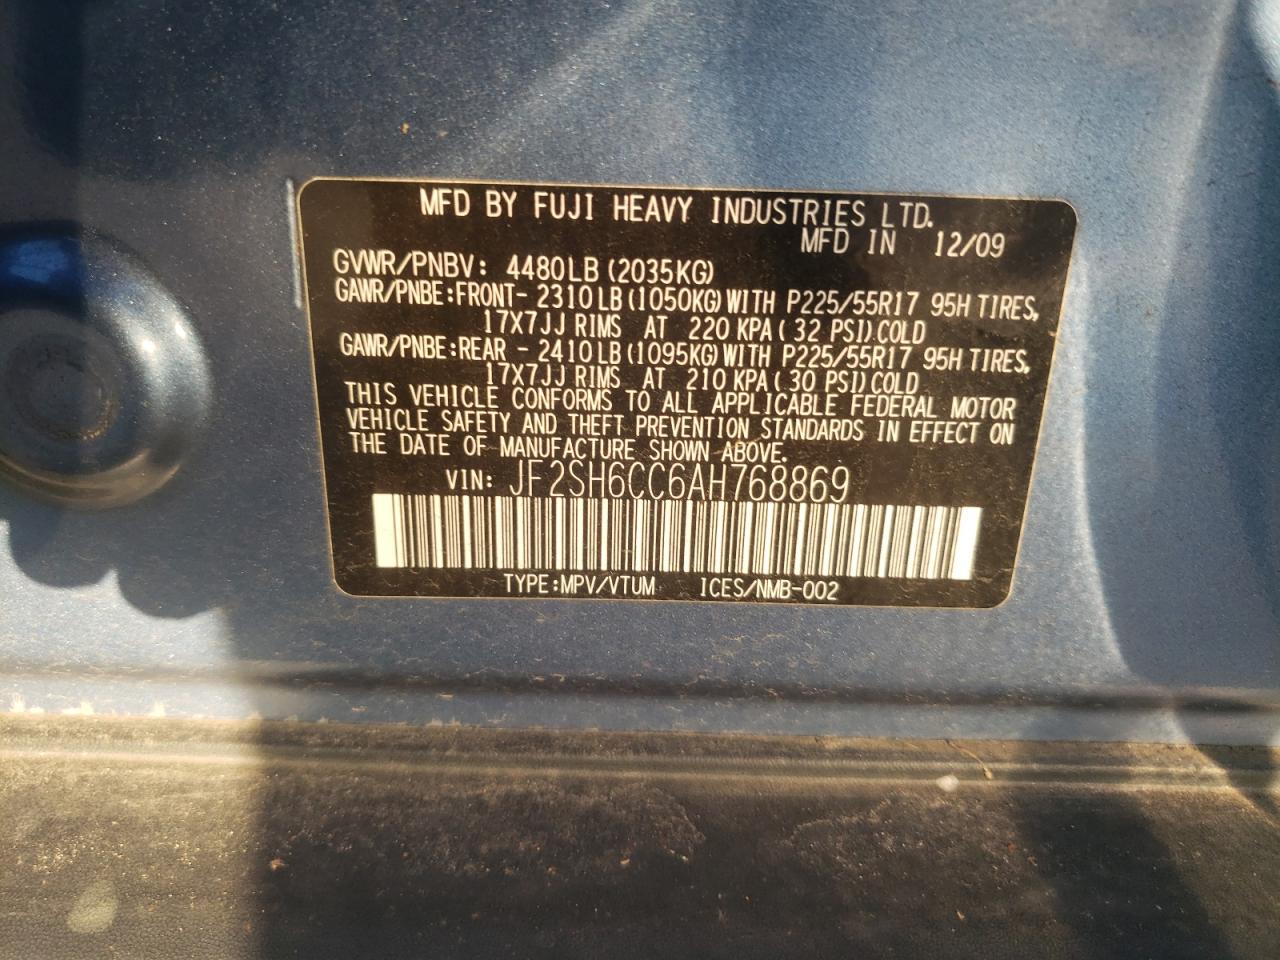 MFD BY FUJI HEAVY INDUSTRIES LTD.
MFD IN 12/09
GVWR/PNBV: 4480LB(2035KG)
GAWR/PNBE:FRONT- 2310LB(1050KG)WITH P225/55R17 95H TIRES,
17X7JJ RIMS AT 220 KPA( 32 PSI)COLD
GAWR/PNBE:REAR - 2410LB(1095KG)WITH P225/55R17 95H TIRES,
17X7JJ RIMS AT 210 KPA( 30 PSI)COLD
THIS VEHICLE CONFORMS TO ALL APPLICABLE FEDERAL MOTOR
VEHICLE SAFETY AND THEFT PREVENTION STANDARDS IN EFFECT ON
THE DATE OF MANUFACTURE SHOWN ABOVE.
VIN: JF2SH6CC6AH768869
TYPE:MPV/VTUM ICES/NMB-002